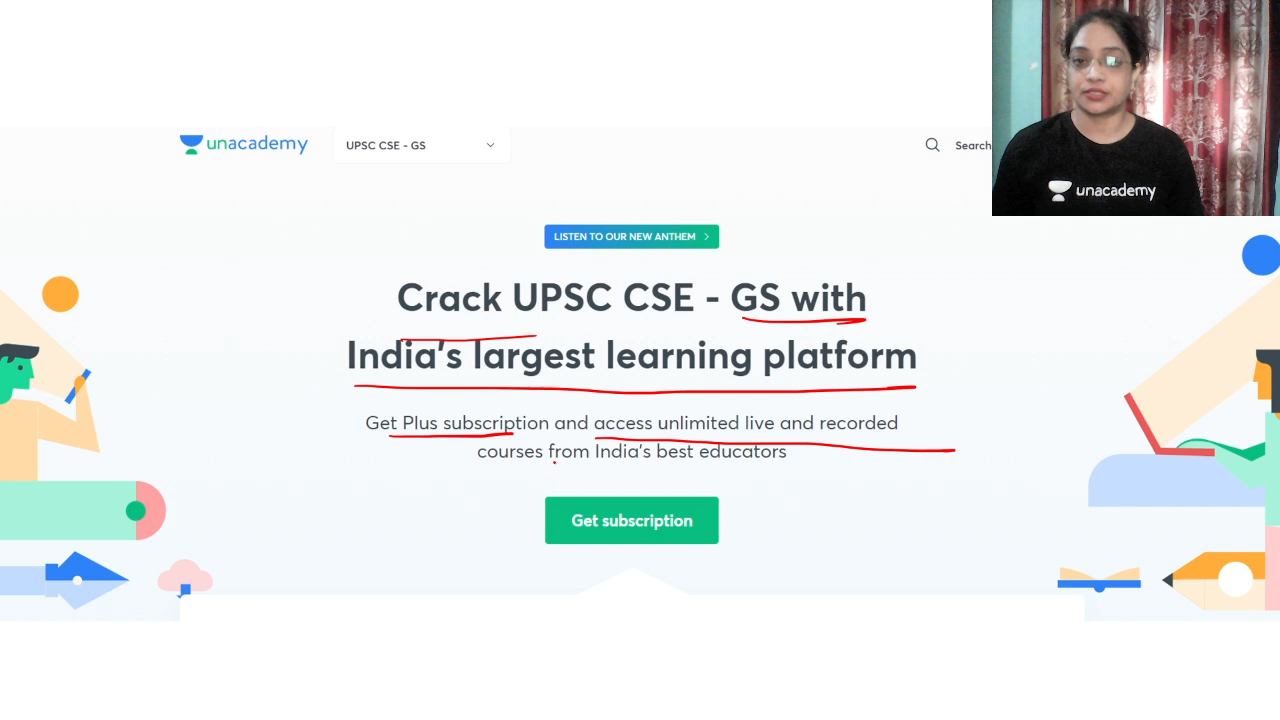 unacademy
UPSC CSE - GS
Search
unacademy
LISTEN TO OUR NEW ANTHEM
Crack UPSC CSE - GS with
India's largest learning platform
Get Plus subscription and access unlimited live and recorded
courses from India's best educators
Get subscription